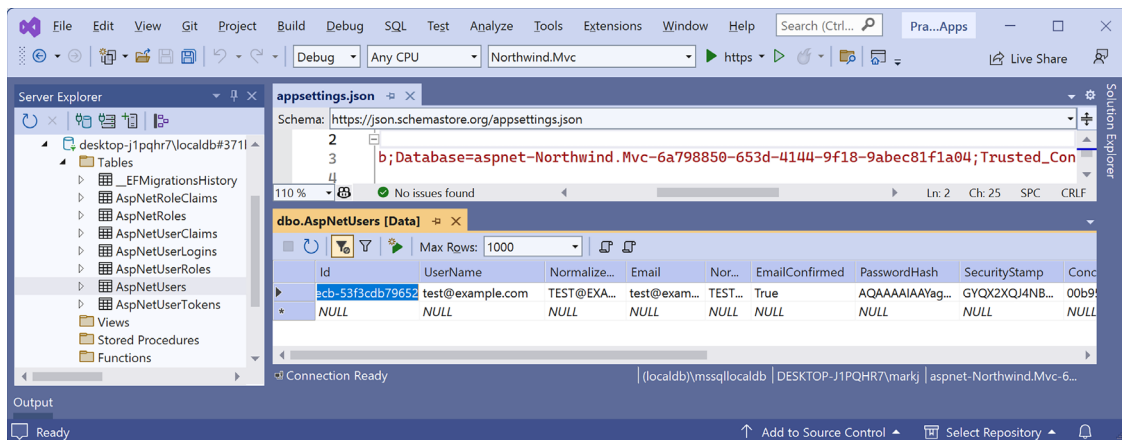 File Edit View Git Project Build Debug SQL Test Analyze Tools Extensions Window Help Search (Ctrl... Pra...Apps
Debug Any CPU Northwind.Mvc https Live Share
Server Explorer
desktop-j1pqhr7\localdb#371l
Tables
__EFMigrationsHistory
AspNetRoleClaims
AspNetRoles
AspNetUserClaims
AspNetUserLogins
AspNetUserRoles
AspNetUsers
AspNetUserTokens
Views
Stored Procedures
Functions
appsettings.json
Schema: https://json.schemastore.org/appsettings.json
2
3 b;Database=aspnet-Northwind.Mvc-6a798850-653d-4144-9f18-9abec81f1a04;Trusted_Con
4
110 % No issues found Ln: 2 Ch: 25 SPC CRLF
dbo.AspNetUsers [Data]
Max Rows: 1000
Id UserName Normalize... Email Nor... EmailConfirmed PasswordHash SecurityStamp Conc
ecb-53f3cdb79652 test@example.com TEST@EXA... test@exam... TEST... True AQAAAAIAAYag... GYQX2XQJ4NB... 00b95
NULL NULL NULL NULL NULL NULL NULL NULL NULL
Connection Ready (localdb)\mssqllocaldb DESKTOP-J1PQHR7\markj aspnet-Northwind.Mvc-6...
Solution Explorer
Output
Ready Add to Source Control Select Repository